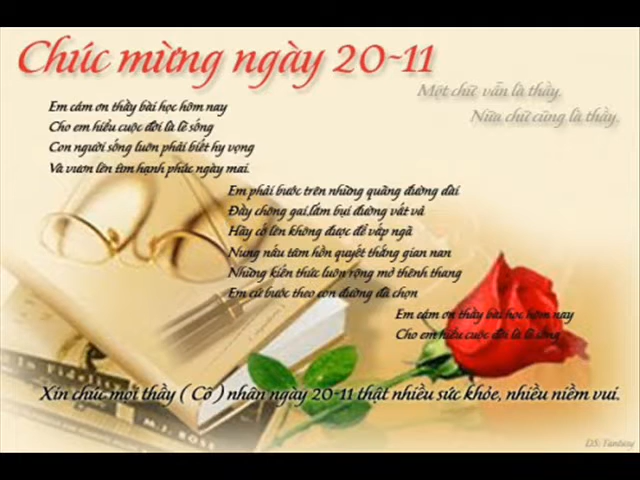 Chúc mừng ngày 20-11
Một chữ vẫn là thầy.
Nửa chữ cũng là thầy.
Em cám ơn thầy bài học hôm nay
Cho em hiểu cuộc đời là lẽ sống
Con người sống luôn phải biết hy vọng
Và vươn lên tìm hạnh phúc ngày mai.
Em phải bước trên những quãng đường dài
Đầy chông gai,lấm bụi đường vất vả
Hãy cố lên không được để vấp ngã
Nung nấu tâm hồn quyết thắng gian nan
Những kiến thức luôn rộng mở thênh thang
Em cứ bước theo con đường đã chọn
Em cám ơn thầy bài học hôm nay
Cho em hiểu cuộc đời là lẽ sống
Xin chúc mọi thầy ( Cô ) nhân ngày 20-11 thật nhiều sức khỏe, nhiều niềm vui.
M.J. ROSE
DS: Fantasy